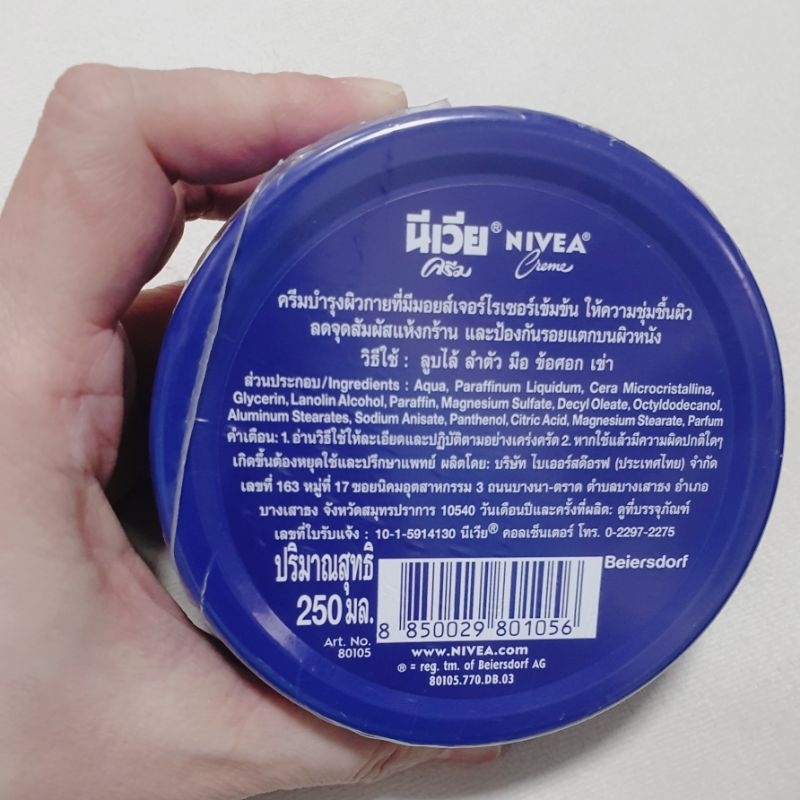 นีเวีย® NIVEA®
ครีม Creme
ครีมบำรุงผิวกายที่มีมอยส์เจอร์ไรเซอร์เข้มข้น ให้ความชุ่มชื้นผิว
ลดจุดสัมผัสแห้งกร้าน และป้องกันรอยแตกบนผิวหนัง
วิธีใช้ : ลูบไล้ ลำตัว มือ ข้อศอก เข่า
ส่วนประกอบ/Ingredients : Aqua, Paraffinum Liquidum, Cera Microcristallina,
Glycerin, Lanolin Alcohol, Paraffin, Magnesium Sulfate, Decyl Oleate, Octyldodecanol,
Aluminum Stearates, Sodium Anisate, Panthenol, Citric Acid, Magnesium Stearate, Parfum
คำเตือน: 1. อ่านวิธีใช้ให้ละเอียดและปฏิบัติตามอย่างเคร่งครัด 2. หากใช้แล้วมีความผิดปกติใดๆ
เกิดขึ้นต้องหยุดใช้และปรึกษาแพทย์ ผลิตโดย: บริษัท ไบเออร์สด๊อรฟ (ประเทศไทย) จำกัด
เลขที่ 163 หมู่ที่ 17 ซอยนิคมอุตสาหกรรม 3 ถนนบางนา-ตราด ตำบลบางเสาธง อำเภอ
บางเสาธง จังหวัดสมุทรปราการ 10540 วันเดือนปีและครั้งที่ผลิต: ดูที่บรรจุภัณฑ์
เลขที่ใบรับแจ้ง : 10-1-5914130 นีเวีย® คอลเซ็นเตอร์ โทร. 0-2297-2275
ปริมาณสุทธิ
250 มล.
Beiersdorf
8 850029 801056
Art. No.
80105
www.NIVEA.com
® = reg. tm. of Beiersdorf AG
80105.770.DB.03